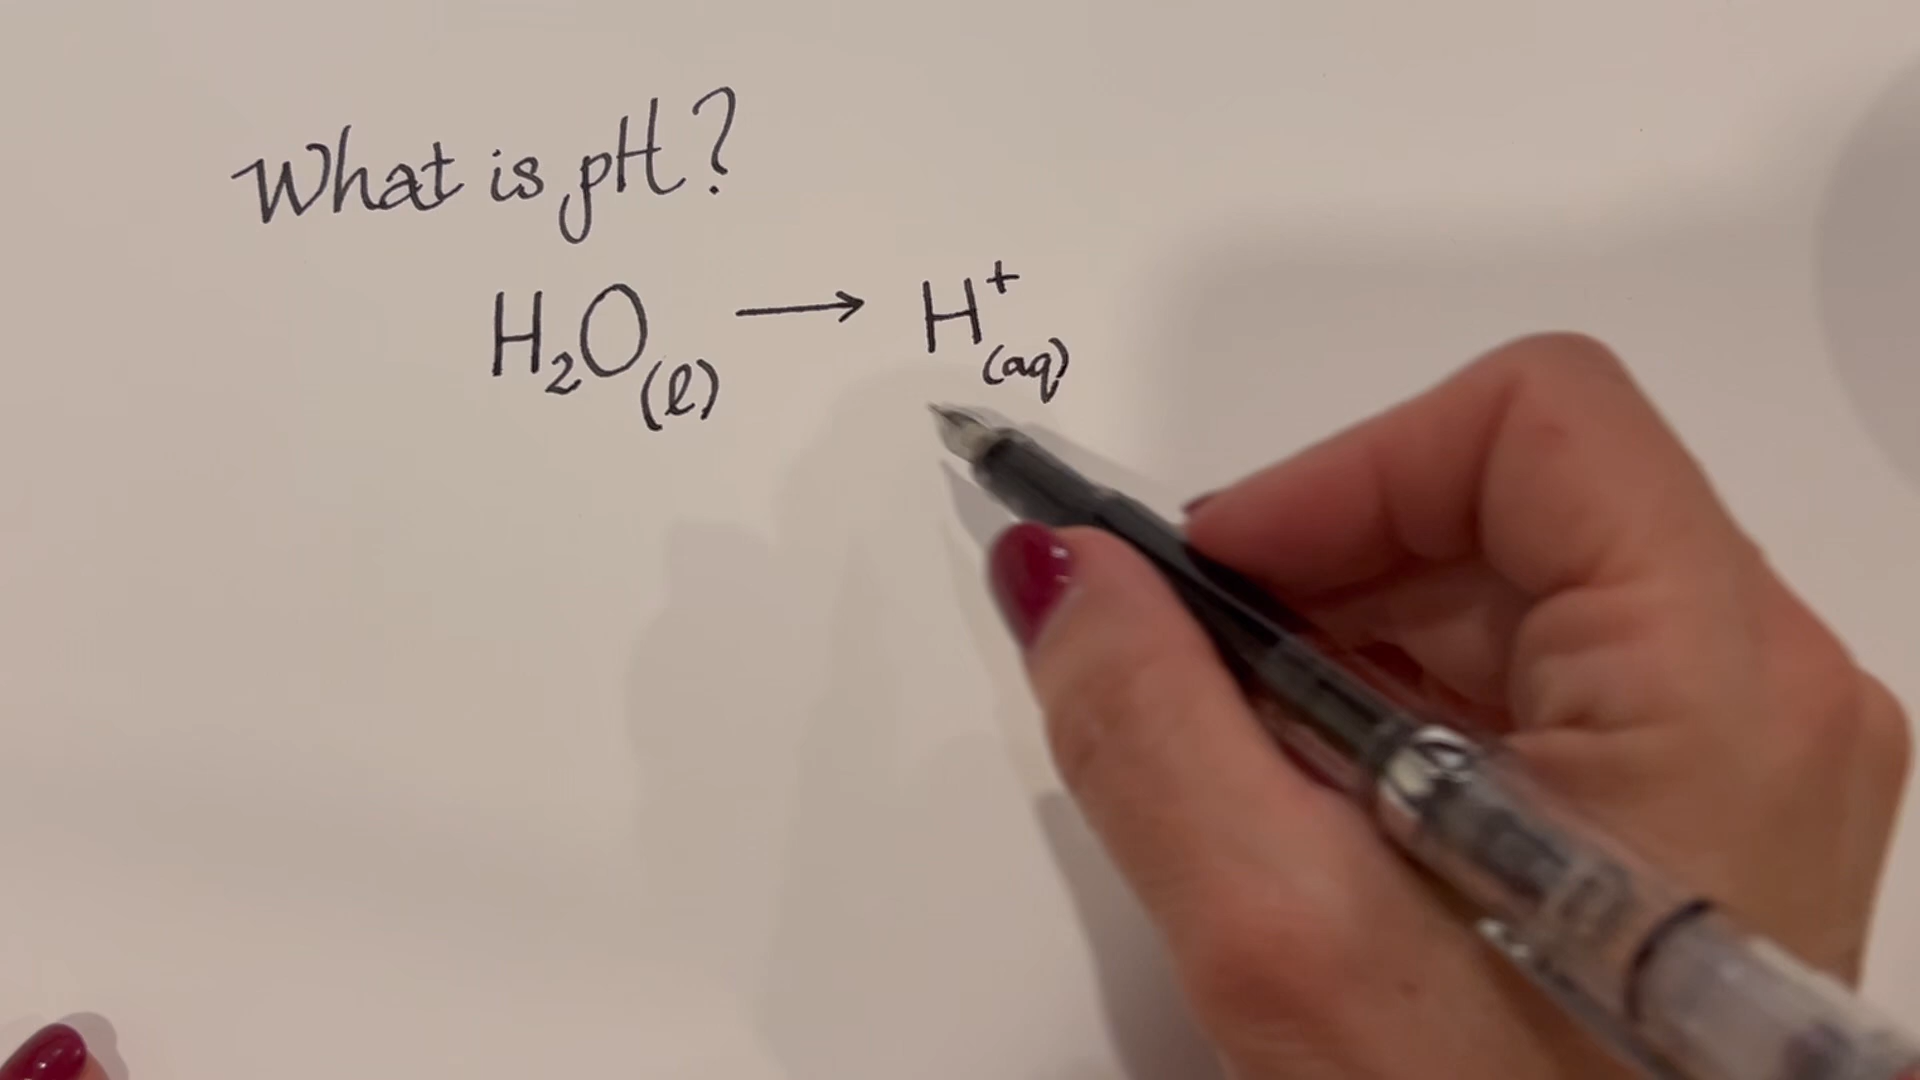 What is pH?
H₂O(l) → H⁺(aq)